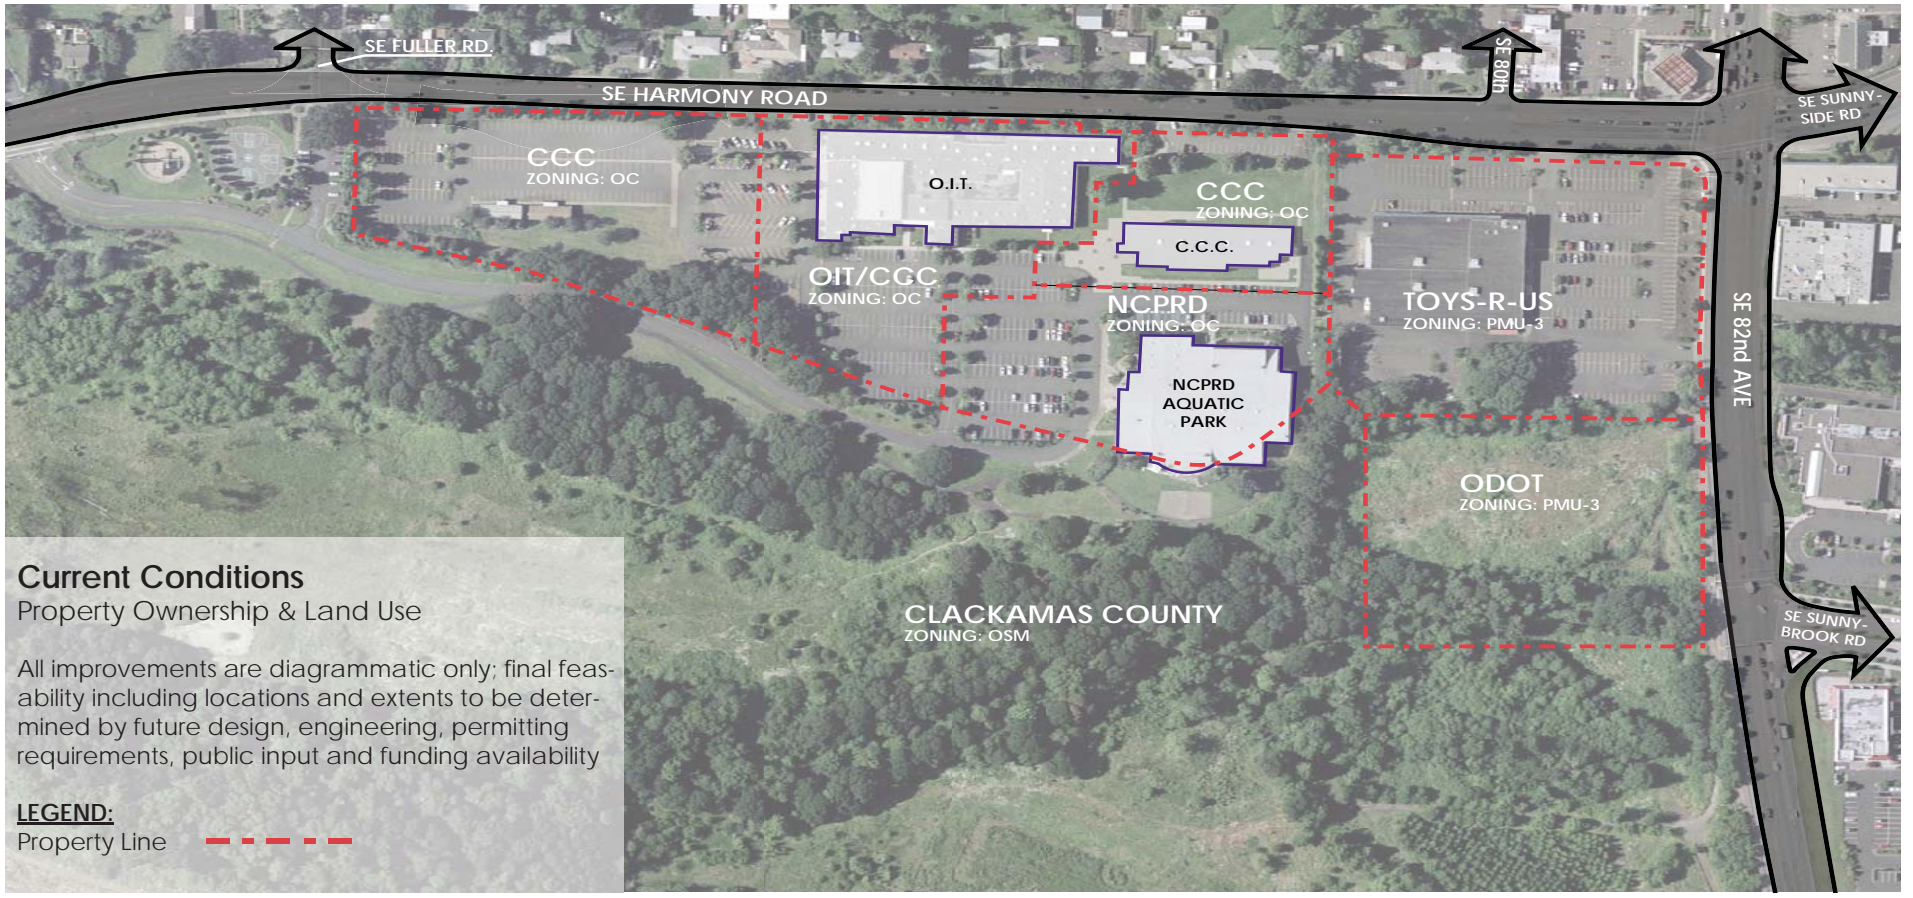 SE FULLER RD.
SE HARMONY ROAD
SE 80th
SE SUNNY-
SIDE RD
CCC
ZONING: OC
O.I.T.
CCC
ZONING: OC
C.C.C.
OIT/CCC
ZONING: OC
NCPRD
ZONING: OC
TOYS-R-US
ZONING: PMU-3
SE 82nd AVE
NCPRD
AQUATIC
PARK
ODOT
ZONING: PMU-3
CLACKAMAS COUNTY
ZONING: OSM
SE SUNNY-
BROOK RD
Current Conditions
Property Ownership & Land Use
All improvements are diagrammatic only; final feas-
ability including locations and extents to be deter-
mined by future design, engineering, permitting
requirements, public input and funding availability
LEGEND:
Property Line